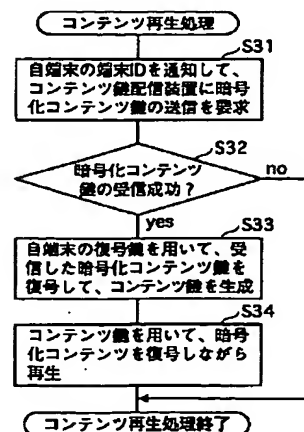 コンテンツ再生処理
S31
自端末の端末IDを通知して、
コンテンツ鍵配信装置に暗号
化コンテンツ鍵の送信を要求
S32
暗号化コンテンツ
鍵の受信成功?
no
yes
S33
自端末の復号鍵を用いて、受
信した暗号化コンテンツ鍵を
復号して、コンテンツ鍵を生成
S34
コンテンツ鍵を用いて、暗号
化コンテンツを復号しながら
再生
コンテンツ再生処理終了